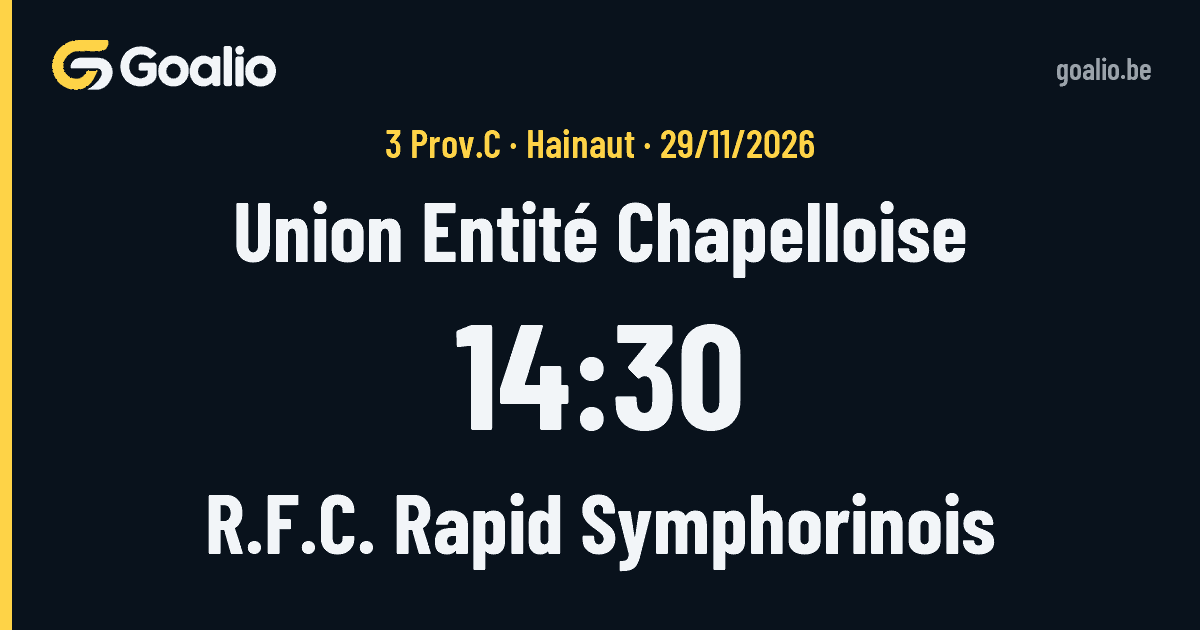 Goalio
goalio.be
3 Prov.C · Hainaut · 29/11/2026
Union Entité Chapelloise
14:30
R.F.C. Rapid Symphorinois